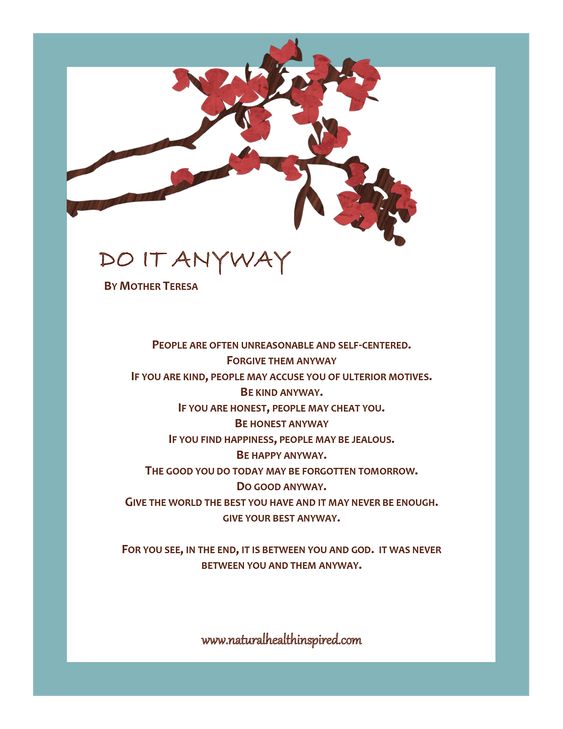 DO IT ANYWAY
BY MOTHER TERESA
PEOPLE ARE OFTEN UNREASONABLE AND SELF-CENTERED.
FORGIVE THEM ANYWAY
IF YOU ARE KIND, PEOPLE MAY ACCUSE YOU OF ULTERIOR MOTIVES.
BE KIND ANYWAY.
IF YOU ARE HONEST, PEOPLE MAY CHEAT YOU.
BE HONEST ANYWAY
IF YOU FIND HAPPINESS, PEOPLE MAY BE JEALOUS.
BE HAPPY ANYWAY.
THE GOOD YOU DO TODAY MAY BE FORGOTTEN TOMORROW.
DO GOOD ANYWAY.
GIVE THE WORLD THE BEST YOU HAVE AND IT MAY NEVER BE ENOUGH.
GIVE YOUR BEST ANYWAY.
FOR YOU SEE, IN THE END, IT IS BETWEEN YOU AND GOD. IT WAS NEVER
BETWEEN YOU AND THEM ANYWAY.
www.naturalhealthinspired.com